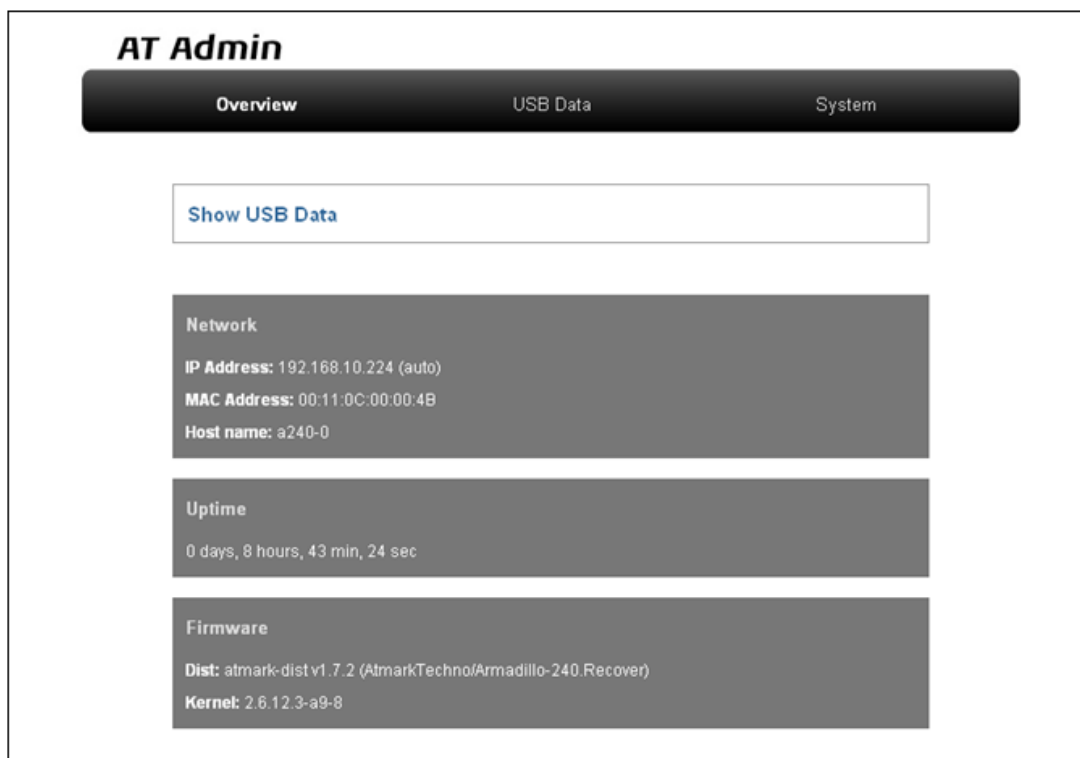 AT Admin
Overview USB Data System
Show USB Data
Network
IP Address: 192.168.10.224 (auto)
MAC Address: 00:11:0C:00:00:4B
Host name: a240-0
Uptime
0 days, 8 hours, 43 min, 24 sec
Firmware
Dist: atmark-dist v1.7.2 (AtmarkTechno/Armadillo-240.Recover)
Kernel: 2.6.12.3-a9-8